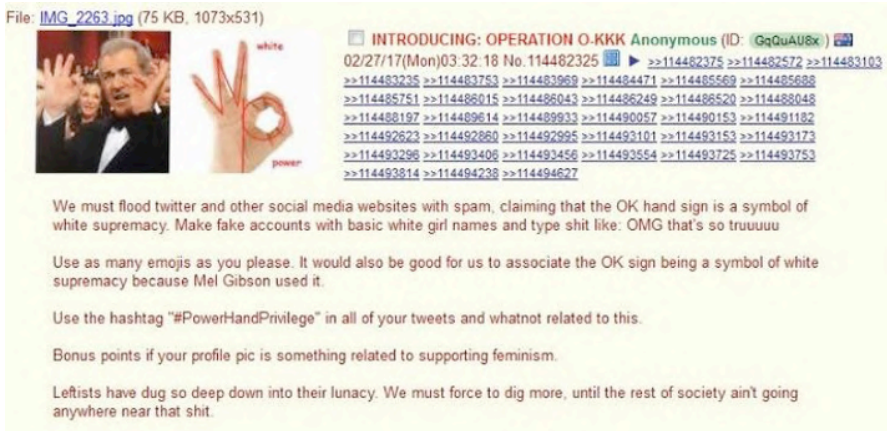 File: IMG_2263.jpg (75 KB, 1073x531)
white
power
INTRODUCING: OPERATION O-KKK Anonymous (ID: GqQuAU8x)
02/27/17(Mon)03:32:18 No.114482325 ▶ >>114482375 >>114482572 >>114483103
>>114483235 >>114483753 >>114483969 >>114484471 >>114485569 >>114485688
>>114485751 >>114486015 >>114486043 >>114486249 >>114486520 >>114488048
>>114488197 >>114489614 >>114489933 >>114490057 >>114490153 >>114491182
>>114492623 >>114492860 >>114492995 >>114493101 >>114493153 >>114493173
>>114493296 >>114493406 >>114493456 >>114493554 >>114493725 >>114493753
>>114493814 >>114494238 >>114494627
We must flood twitter and other social media websites with spam, claiming that the OK hand sign is a symbol of
white supremacy. Make fake accounts with basic white girl names and type shit like: OMG that's so truuuuu
Use as many emojis as you please. It would also be good for us to associate the OK sign being a symbol of white
supremacy because Mel Gibson used it.
Use the hashtag "#PowerHandPrivilege" in all of your tweets and whatnot related to this.
Bonus points if your profile pic is something related to supporting feminism.
Leftists have dug so deep down into their lunacy. We must force to dig more, until the rest of society ain't going
anywhere near that shit.